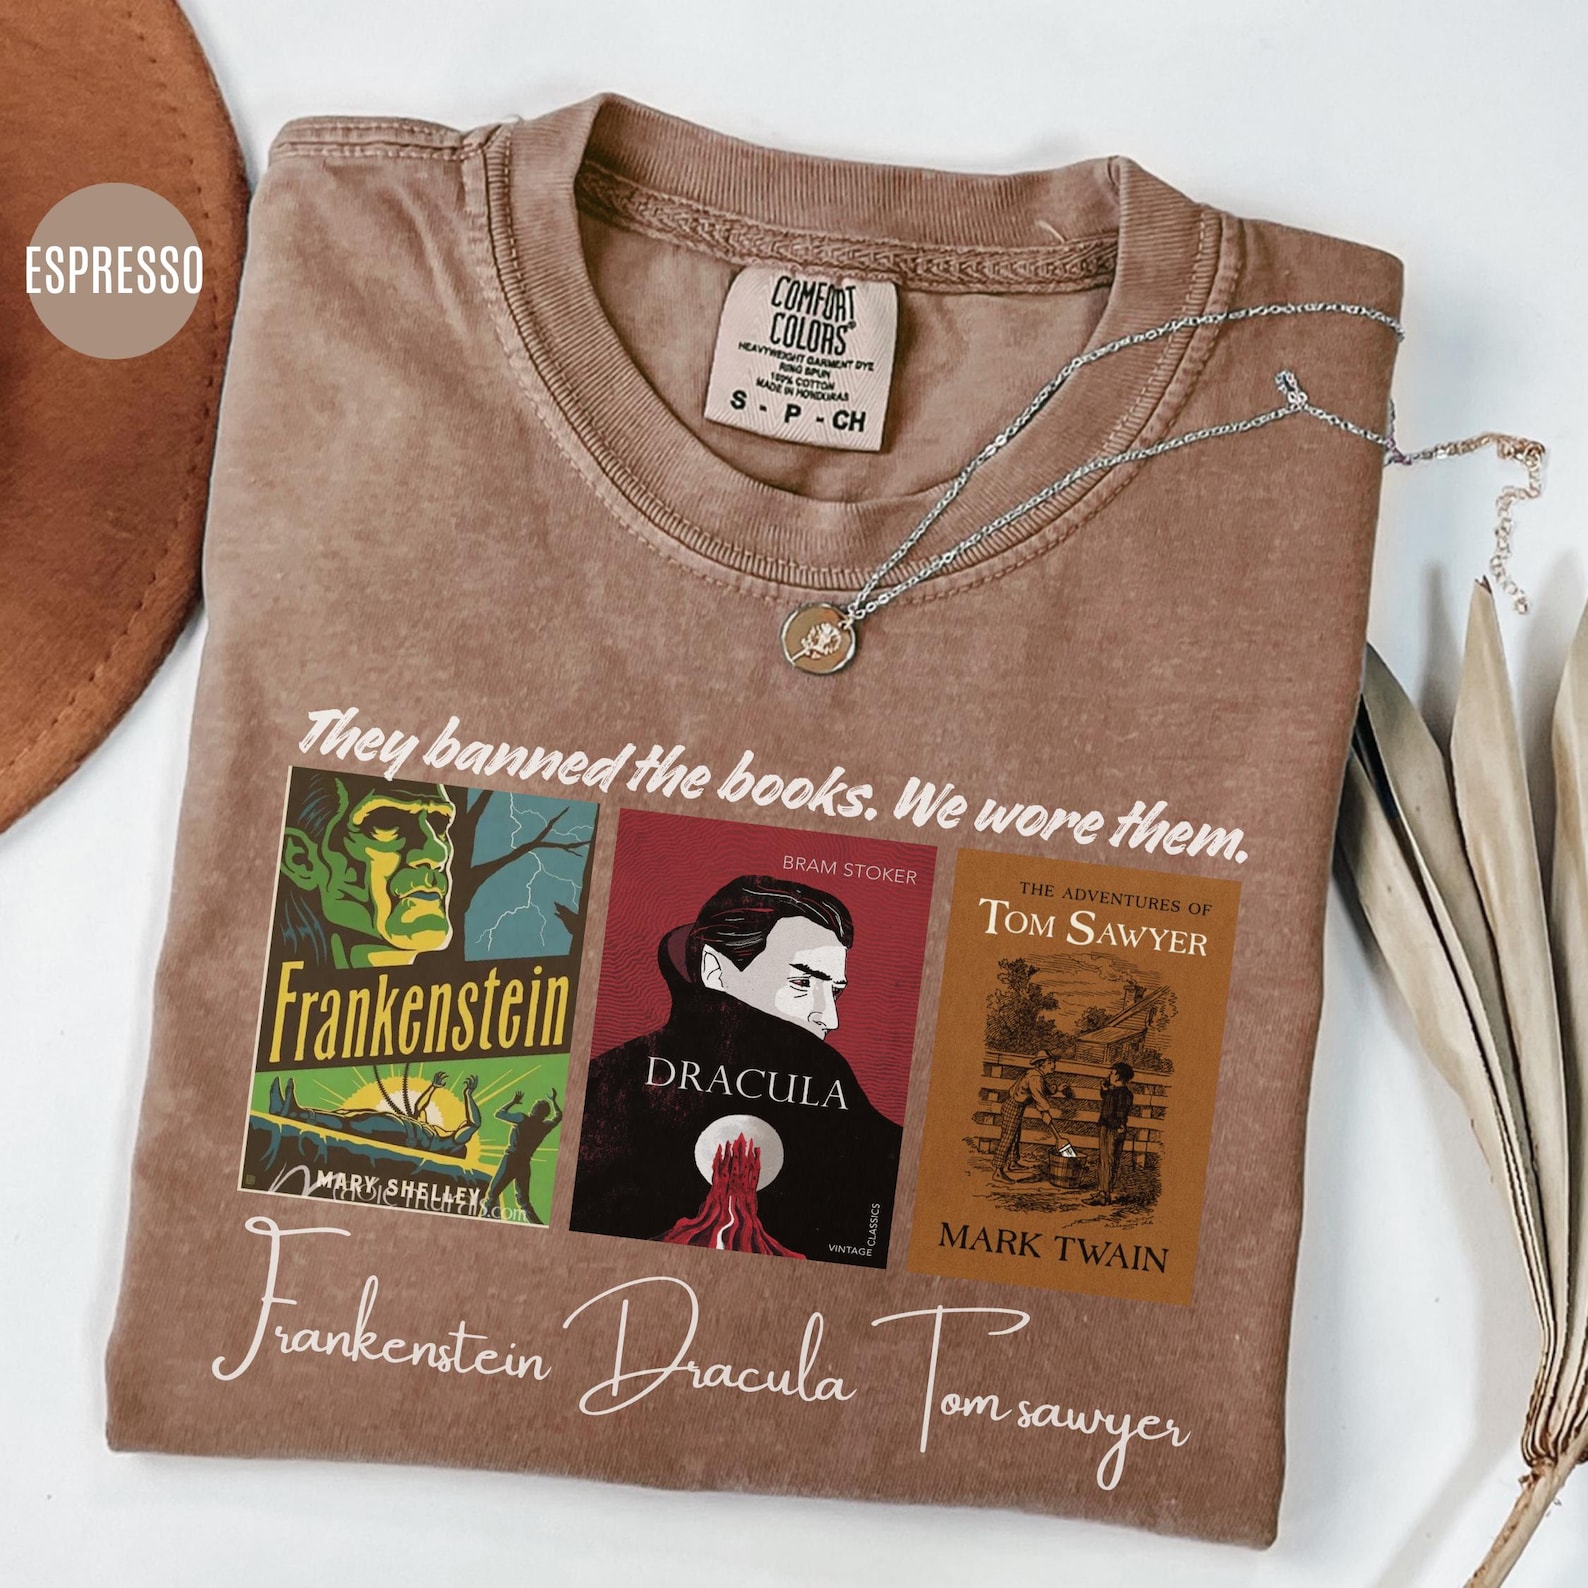 ESPRESSO
COMFORT
COLORS®
HEAVYWEIGHT GARMENT DYE
RING SPUN
100% COTTON
MADE IN HONDURAS
S - P - CH
They banned the books. We wore them.
Frankenstein
MARY SHELLEY
BRAM STOKER
DRACULA
VINTAGE
CLASSICS
THE ADVENTURES OF
TOM SAWYER
MARK TWAIN
Frankenstein Dracula Tom sawyer